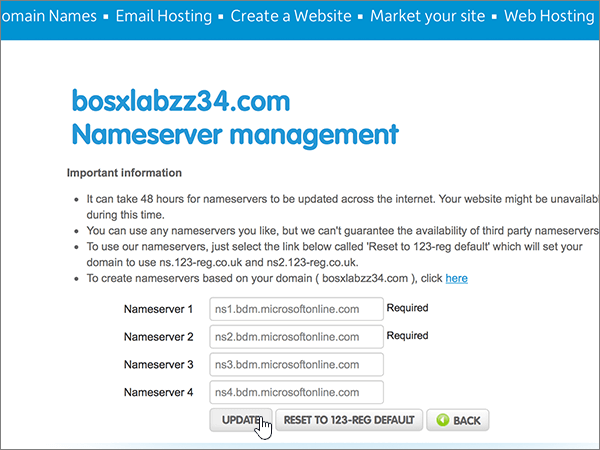 omain Names ▪ Email Hosting ▪ Create a Website ▪ Market your site ▪ Web Hosting
bosxlabzz34.com
Nameserver management
Important information
• It can take 48 hours for nameservers to be updated across the internet. Your website might be unavailab
during this time.
• You can use any nameservers you like, but we can't guarantee the availability of third party nameservers
• To use our nameservers, just select the link below called 'Reset to 123-reg default' which will set your
domain to use ns.123-reg.co.uk and ns2.123-reg.co.uk.
• To create nameservers based on your domain ( bosxlabzz34.com ), click here
Nameserver 1 ns1.bdm.microsoftonline.com Required
Nameserver 2 ns2.bdm.microsoftonline.com Required
Nameserver 3 ns3.bdm.microsoftonline.com
Nameserver 4 ns4.bdm.microsoftonline.com
UPDATE RESET TO 123-REG DEFAULT BACK